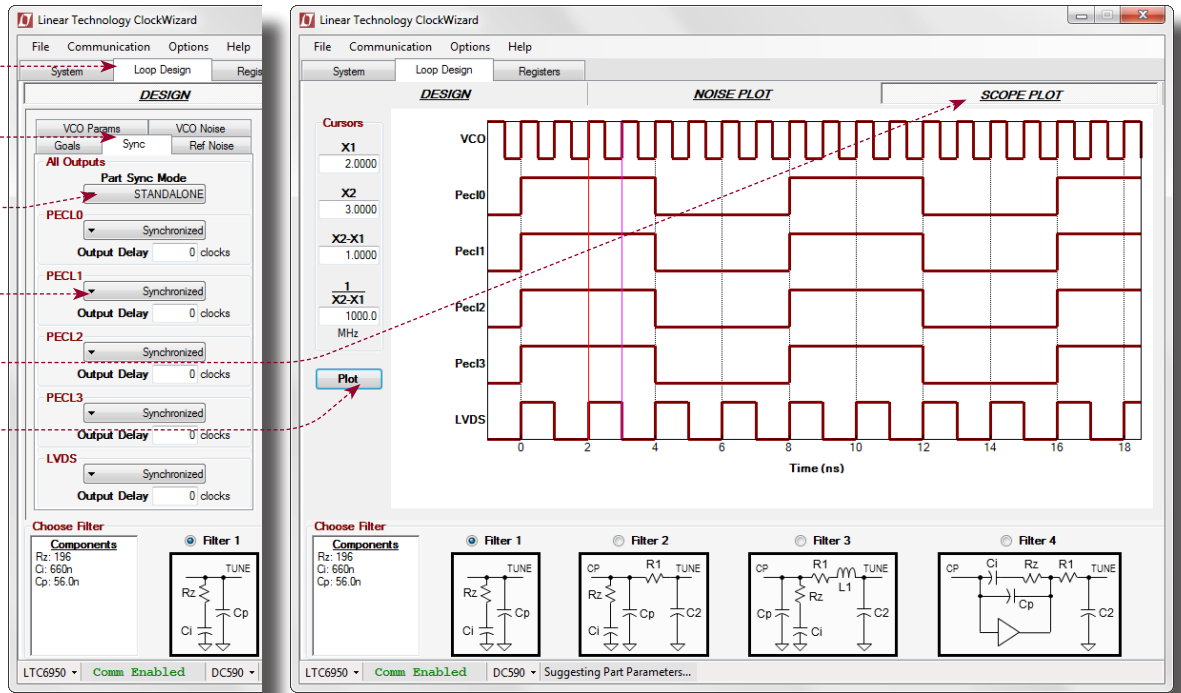 Linear Technology ClockWizard
File Communication Options Help
System Loop Design Regis
DESIGN
VCO Params VCO Noise
Goals Sync Ref Noise
All Outputs
Part Sync Mode
STANDALONE
PECL0
Synchronized
Output Delay 0 clocks
PECL1
Synchronized
Output Delay 0 clocks
PECL2
Synchronized
Output Delay 0 clocks
PECL3
Synchronized
Output Delay 0 clocks
LVDS
Synchronized
Output Delay 0 clocks
Choose Filter
Components
Rz: 196
Ci: 660n
Cp: 56.0n
Filter 1
TUNE
Rz
Cp
Ci
LTC6950 Comm Enabled DC590
Linear Technology ClockWizard
File Communication Options Help
System Loop Design Registers
DESIGN NOISE PLOT SCOPE PLOT
Cursors
X1
2.0000
X2
3.0000
X2-X1
1.0000
1
X2-X1
1000.0
MHz
Plot
VCO
Pecl0
Pecl1
Pecl2
Pecl3
LVDS
0 2 4 6 8 10 12 14 16 18
Time (ns)
Choose Filter
Components
Rz: 196
Ci: 660n
Cp: 56.0n
Filter 1
TUNE
Rz
Cp
Ci
Filter 2
CP R1 TUNE
Rz
Cp C2
Ci
Filter 3
CP R1 TUNE
L1
Rz
Cp C2
Ci
Filter 4
CP Ci Rz R1 TUNE
Cp
C2
LTC6950 Comm Enabled DC590 Suggesting Part Parameters...